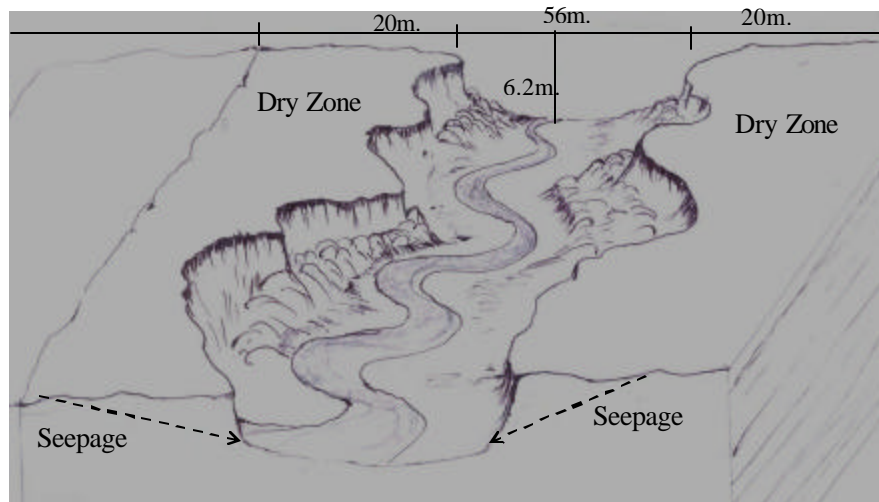 20m.
56m.
20m.
6.2m.
Dry Zone
Dry Zone
Seepage
Seepage